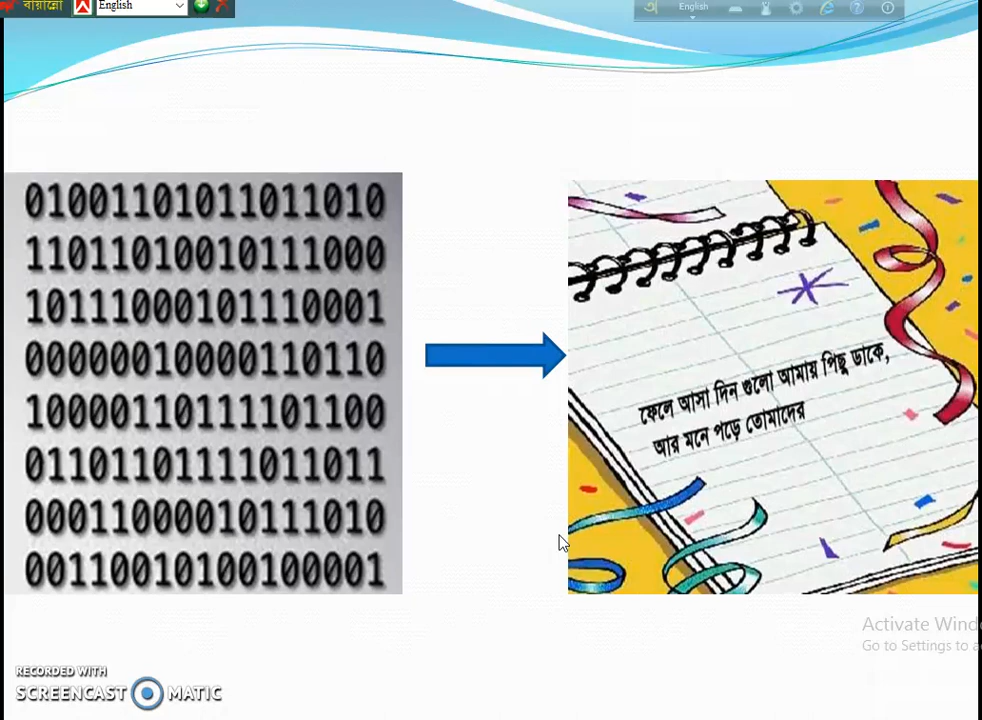 বায়ান্নো English
English
01001101011011010
11011010010111000
10111000101110001
00000010000110110
10000110111101100
01101101111011011
00011000010111010
00110010100100001
ফেলে আসা দিন গুলো আমায় পিছু ডাকে,
আর মনে পড়ে তোমাদের
Activate Wind
Go to Settings to a
RECORDED WITH
SCREENCAST MATIC